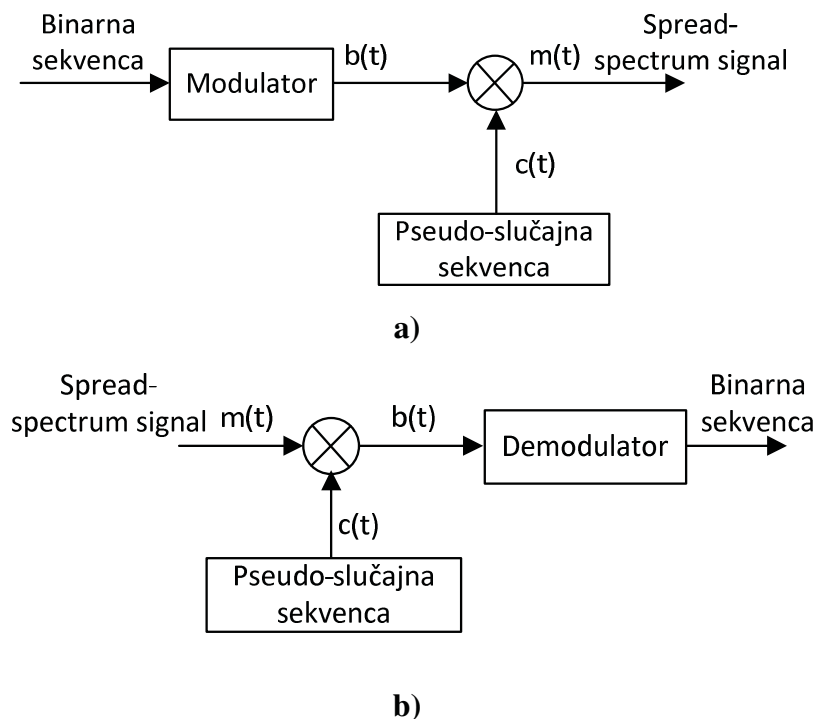 Binarna
sekvenca
Modulator
b(t)
m(t)
Spread-
spectrum signal
c(t)
Pseudo-slučajna
sekvenca
a)
Spread-
spectrum signal
m(t)
b(t)
Demodulator
Binarna
sekvenca
c(t)
Pseudo-slučajna
sekvenca
b)